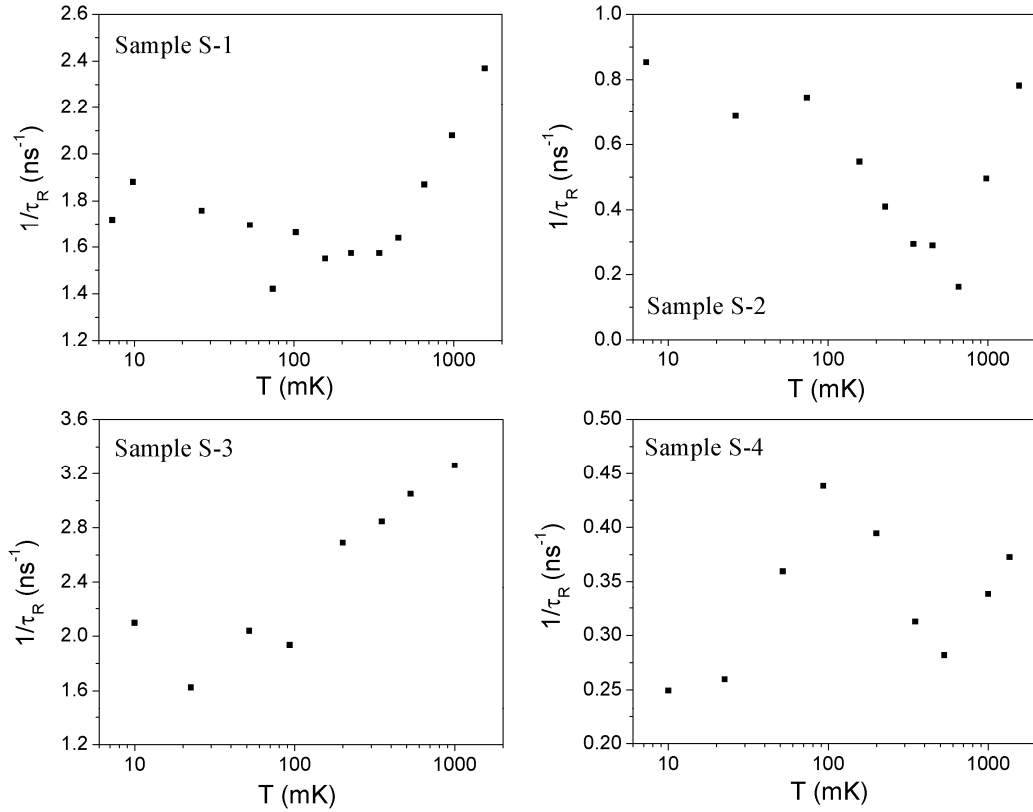 Sample S-1
2.6
2.4
2.2
2.0
1.8
1.6
1.4
1.2
1/τR (ns-1)
10 100 1000
T (mK)
Sample S-2
1.0
0.8
0.6
0.4
0.2
0.0
1/τR (ns-1)
10 100 1000
T (mK)
Sample S-3
3.6
3.2
2.8
2.4
2.0
1.6
1.2
1/τR (ns-1)
10 100 1000
T (mK)
Sample S-4
0.50
0.45
0.40
0.35
0.30
0.25
0.20
1/τR (ns-1)
10 100 1000
T (mK)